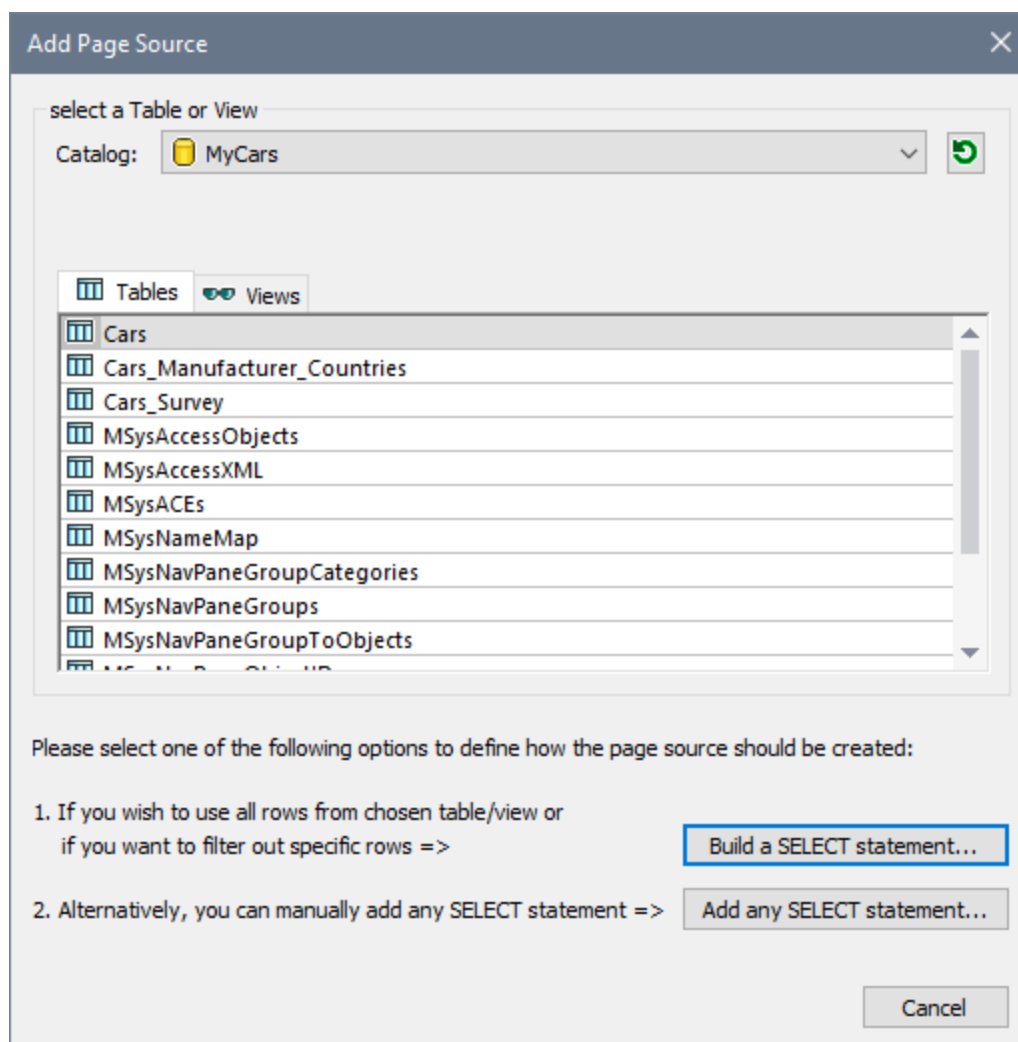 Add Page Source
select a Table or View
Catalog: MyCars
Tables Views
Cars
Cars_Manufacturer_Countries
Cars_Survey
MSysAccessObjects
MSysAccessXML
MSysACEs
MSysNameMap
MSysNavPaneGroupCategories
MSysNavPaneGroups
MSysNavPaneGroupToObjects
Please select one of the following options to define how the page source should be created:
1. If you wish to use all rows from chosen table/view or
if you want to filter out specific rows => Build a SELECT statement...
2. Alternatively, you can manually add any SELECT statement => Add any SELECT statement...
Cancel